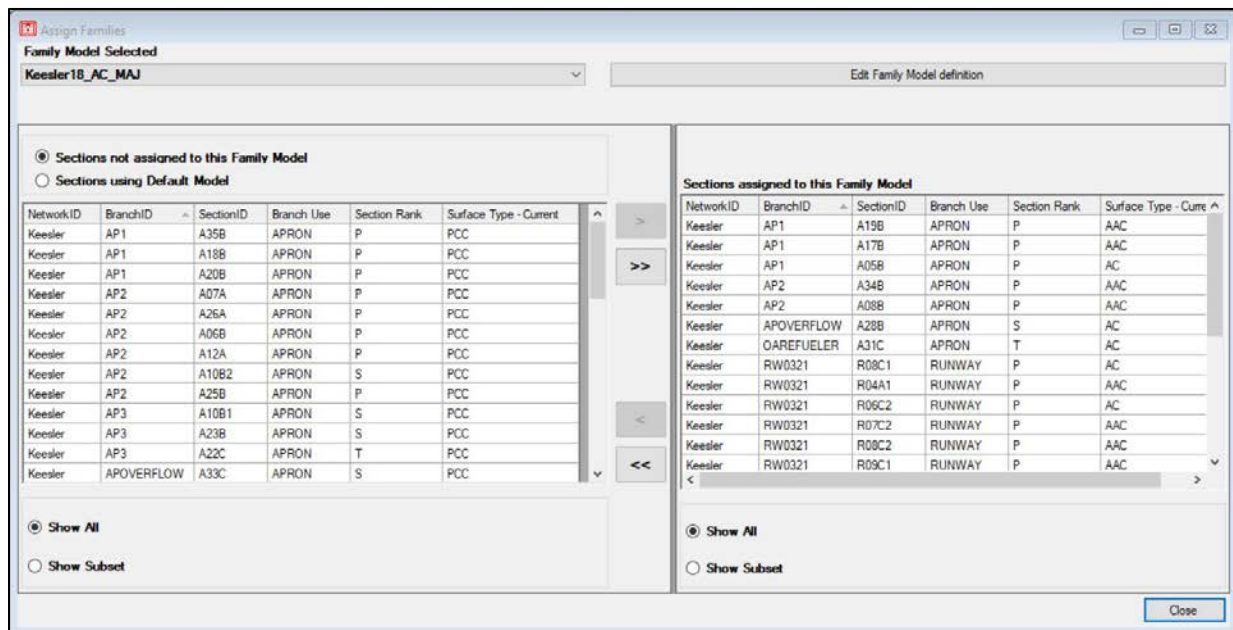 Assign Families
Family Model Selected
Keesler18_AC_MAJ
Edit Family Model definition
Sections not assigned to this Family Model
Sections using Default Model
NetworkID BranchID SectionID Branch Use Section Rank Surface Type - Current
Keesler AP1 A35B APRON P PCC
Keesler AP1 A18B APRON P PCC
Keesler AP1 A20B APRON P PCC
Keesler AP2 A07A APRON P PCC
Keesler AP2 A26A APRON P PCC
Keesler AP2 A06B APRON P PCC
Keesler AP2 A12A APRON P PCC
Keesler AP2 A10B2 APRON S PCC
Keesler AP2 A25B APRON P PCC
Keesler AP3 A10B1 APRON S PCC
Keesler AP3 A23B APRON S PCC
Keesler AP3 A22C APRON T PCC
Keesler APOVERFLOW A33C APRON S PCC
Show All
Show Subset
>
>>
<
<<
Sections assigned to this Family Model
NetworkID BranchID SectionID Branch Use Section Rank Surface Type - Curre
Keesler AP1 A19B APRON P AAC
Keesler AP1 A17B APRON P AAC
Keesler AP1 A05B APRON P AC
Keesler AP2 A34B APRON P AAC
Keesler AP2 A08B APRON P AAC
Keesler APOVERFLOW A28B APRON S AC
Keesler OAREFUELER A31C APRON T AC
Keesler RW0321 R08C1 RUNWAY P AC
Keesler RW0321 R04A1 RUNWAY P AAC
Keesler RW0321 R06C2 RUNWAY P AC
Keesler RW0321 R07C2 RUNWAY P AAC
Keesler RW0321 R08C2 RUNWAY P AAC
Keesler RW0321 R09C1 RUNWAY P AAC
Show All
Show Subset
Close